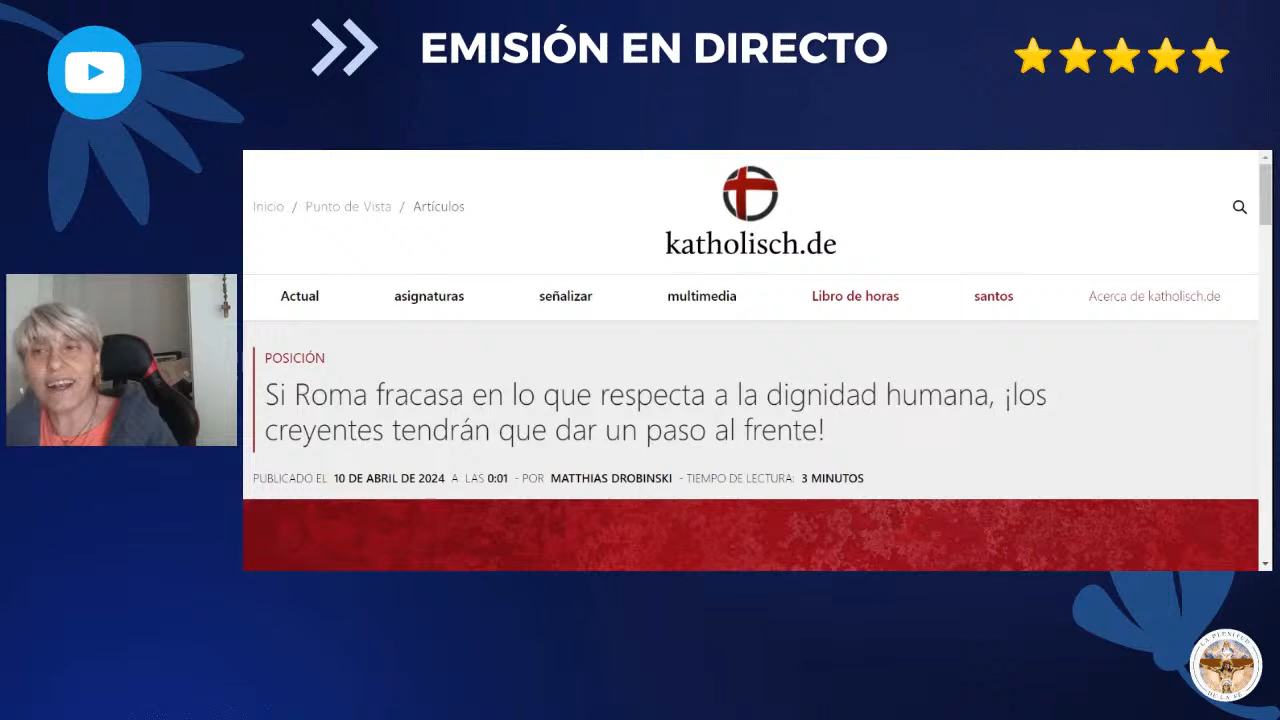 EMISIÓN EN DIRECTO
Inicio / Punto de Vista / Artículos
katholisch.de
Actual asignaturas señalizar multimedia Libro de horas santos Acerca de katholisch.de
POSICIÓN
Si Roma fracasa en lo que respecta a la dignidad humana, ¡los
creyentes tendrán que dar un paso al frente!
PUBLICADO EL 10 DE ABRIL DE 2024 A LAS 0:01 - POR MATTHIAS DROBINSKI - TIEMPO DE LECTURA: 3 MINUTOS
DE LA FE